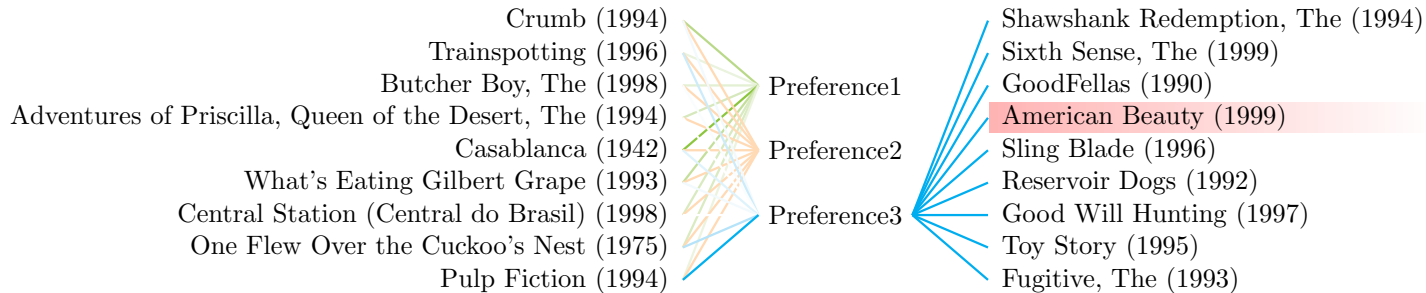 Crumb (1994)
Trainspotting (1996)
Butcher Boy, The (1998)
Adventures of Priscilla, Queen of the Desert, The (1994)
Casablanca (1942)
What's Eating Gilbert Grape (1993)
Central Station (Central do Brasil) (1998)
One Flew Over the Cuckoo's Nest (1975)
Pulp Fiction (1994)
Preference1
Preference2
Preference3
Shawshank Redemption, The (1994)
Sixth Sense, The (1999)
GoodFellas (1990)
American Beauty (1999)
Sling Blade (1996)
Reservoir Dogs (1992)
Good Will Hunting (1997)
Toy Story (1995)
Fugitive, The (1993)